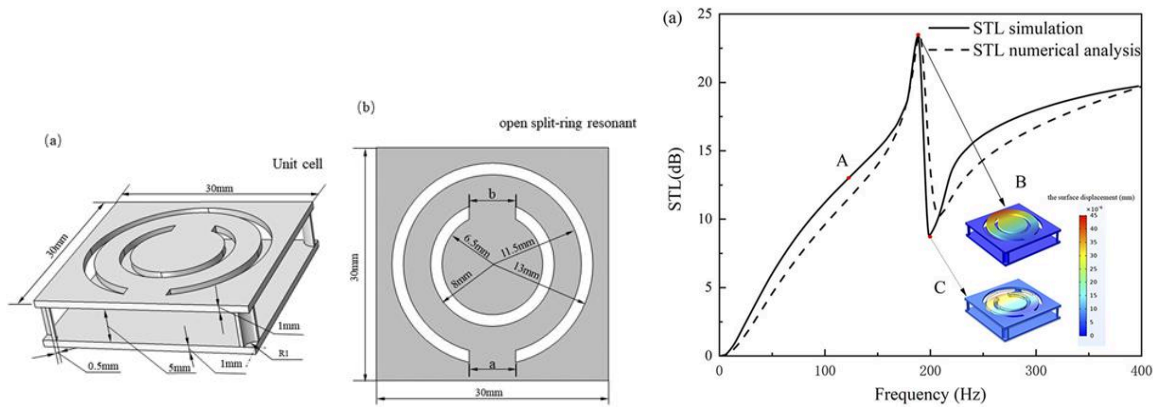 (a)
Unit cell
30mm
30mm
1mm
R1
0.5mm
5mm
1mm
(b)
open split-ring resonant
b
6.5mm
11.5mm
8mm
13mm
30mm
a
30mm
(a)
25
20
15
10
5
0
STL(dB)
STL simulation
STL numerical analysis
A
B
C
the surface displacement (mm)
×10⁻⁶
45
40
35
30
25
20
15
10
5
0
0
100
200
300
400
Frequency (Hz)